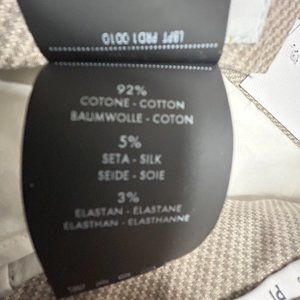 92%
COTONE - COTTON
BAUMWOLLE - COTON
5%
SETA - SILK
SEIDE - SOIE
3%
ELASTAN - ELASTANE
ELASTHAN - ELASTHANNE